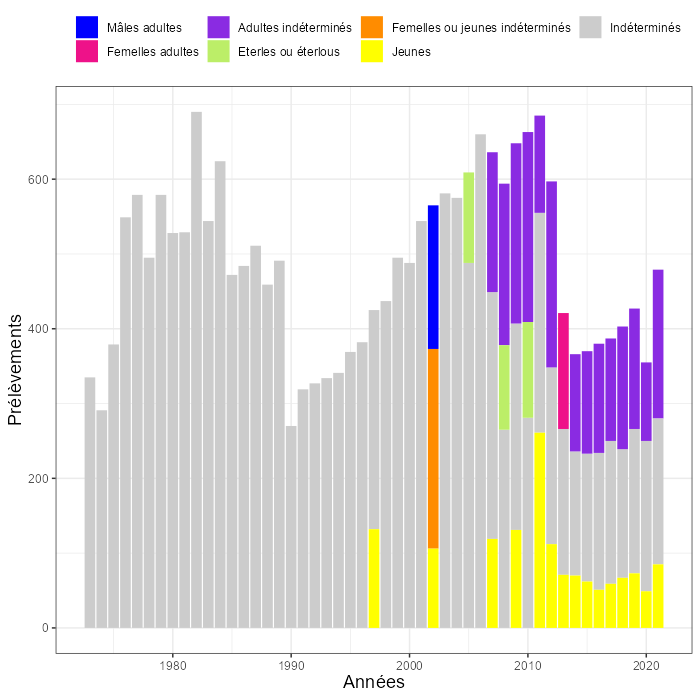 Mâles adultes
Adultes indéterminés
Femelles ou jeunes indéterminés
Indéterminés
Femelles adultes
Eterles ou éterlous
Jeunes
Prélèvements
600
400
200
0
1980
1990
2000
2010
2020
Années